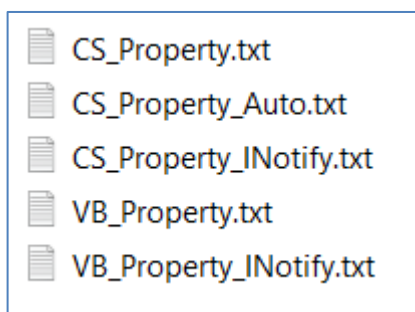 CS_Property.txt
CS_Property_Auto.txt
CS_Property_INotify.txt
VB_Property.txt
VB_Property_INotify.txt